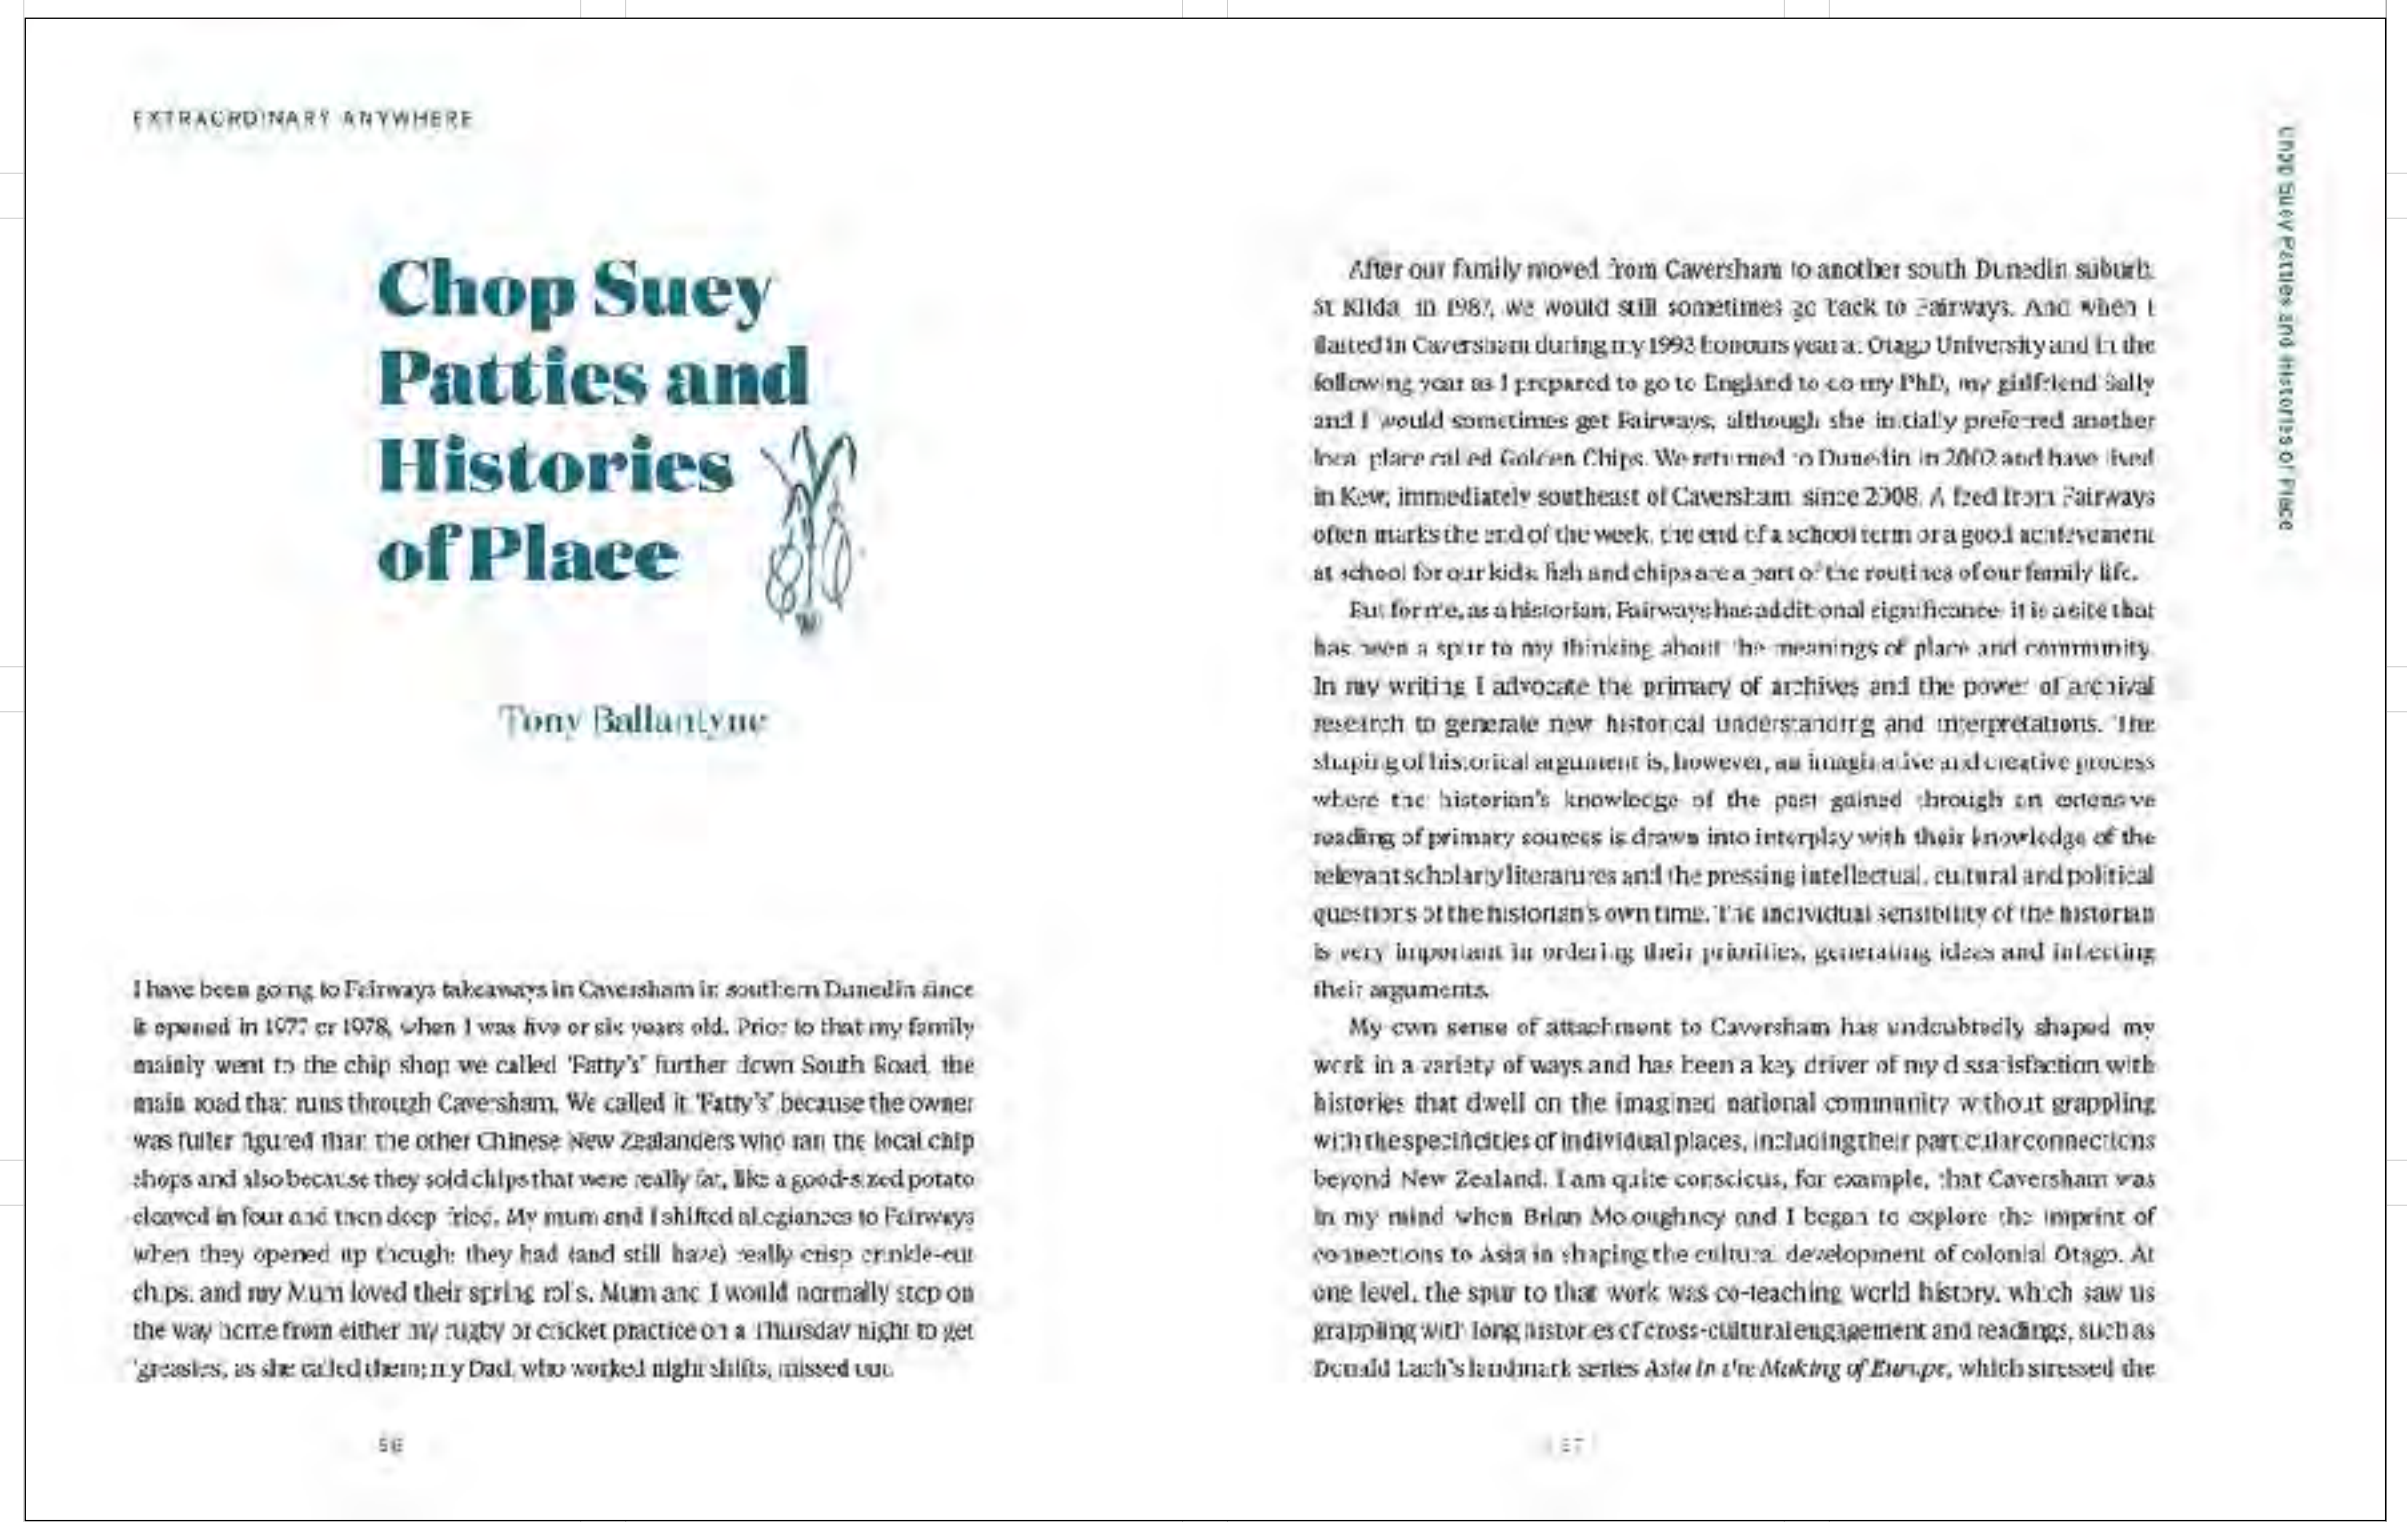 EXTRAORDINARY ANYWHERE
Chop Suey
Patties and
Histories
of Place
Tony Ballantyne
I have been going to Fairways takeaways in Caversham in southern Dunedin since
it opened in 1977 or 1978, when I was five or six years old. Prior to that my family
mainly went to the chip shop we called ‘Fatty’s’ further down South Road, the
main road that runs through Caversham. We called it ‘Fatty’s’ because the owner
was fuller figured than the other Chinese New Zealanders who ran the local chip
shops and also because they sold chips that were really fat, like a good-sized potato
cleaved in four and then deep fried. My mum and I shifted allegiances to Fairways
when they opened up though: they had (and still have) really crisp crinkle-cut
chips, and my Mum loved their spring rolls. Mum and I would normally stop on
the way home from either my rugby or cricket practice on a Thursday night to get
‘greasies’, as she called them; my Dad, who worked night shifts, missed out.
56
After our family moved from Caversham to another south Dunedin suburb,
St Kilda, in 1987, we would still sometimes go back to Fairways. And when I
flatted in Caversham during my 1993 honours year at Otago University and in the
following year as I prepared to go to England to do my PhD, my girlfriend Sally
and I would sometimes get Fairways, although she initially preferred another
local place called Golden Chips. We returned to Dunedin in 2002 and have lived
in Kew, immediately southeast of Caversham, since 2008. A feed from Fairways
often marks the end of the week, the end of a school term or a good achievement
at school for our kids: fish and chips are a part of the routines of our family life.
But for me, as a historian, Fairways has additional significance: it is a site that
has been a spur to my thinking about the meanings of place and community.
In my writing I advocate the primacy of archives and the power of archival
research to generate new historical understanding and interpretations. The
shaping of historical argument is, however, an imaginative and creative process
where the historian’s knowledge of the past gained through an extensive
reading of primary sources is drawn into interplay with their knowledge of the
relevant scholarly literatures and the pressing intellectual, cultural and political
questions of the historian’s own time. The individual sensibility of the historian
is very important in ordering their priorities, generating ideas and inflecting
their arguments.
My own sense of attachment to Caversham has undoubtedly shaped my
work in a variety of ways and has been a key driver of my dissatisfaction with
histories that dwell on the imagined national community without grappling
with the specificities of individual places, including their particular connections
beyond New Zealand. I am quite conscious, for example, that Caversham was
in my mind when Brian Moloughney and I began to explore the imprint of
connections to Asia in shaping the cultural development of colonial Otago. At
one level, the spur to that work was co-teaching world history, which saw us
grappling with long histories of cross-cultural engagement and readings, such as
Donald Lach’s landmark series Asia in the Making of Europe, which stressed the
57
Chop Suey Patties and Histories of Place